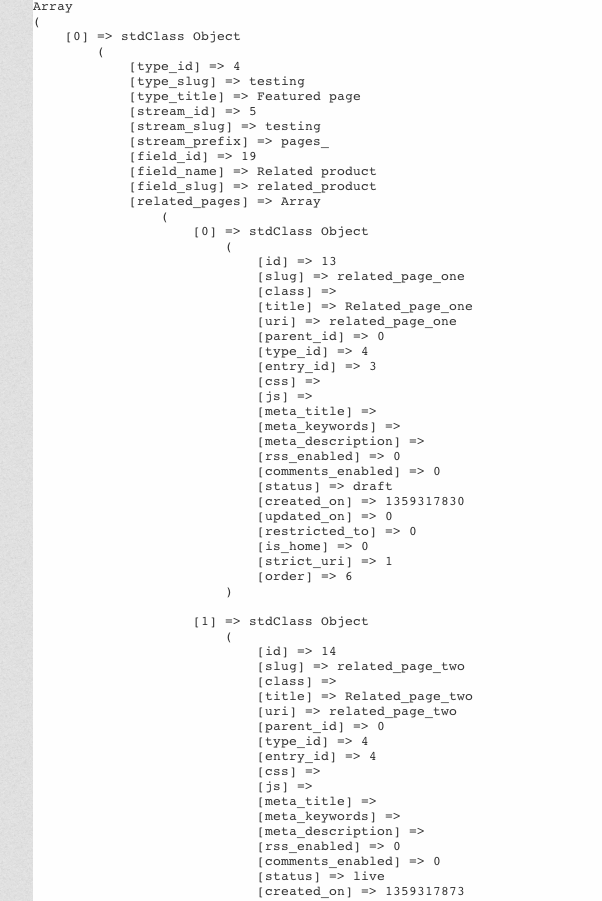 Array
(
[0] => stdClass Object
(
[type_id] => 4
[type_slug] => testing
[type_title] => Featured page
[stream_id] => 5
[stream_slug] => testing
[stream_prefix] => pages_
[field_id] => 19
[field_name] => Related product
[field_slug] => related_product
[related_pages] => Array
(
[0] => stdClass Object
(
[id] => 13
[slug] => related_page_one
[class] =>
[title] => Related_page_one
[uri] => related_page_one
[parent_id] => 0
[type_id] => 4
[entry_id] => 3
[css] =>
[js] =>
[meta_title] =>
[meta_keywords] =>
[meta_description] =>
[rss_enabled] => 0
[comments_enabled] => 0
[status] => draft
[created_on] => 1359317830
[updated_on] => 0
[restricted_to] => 0
[is_home] => 0
[strict_uri] => 1
[order] => 6
)
[1] => stdClass Object
(
[id] => 14
[slug] => related_page_two
[class] =>
[title] => Related_page_two
[uri] => related_page_two
[parent_id] => 0
[type_id] => 4
[entry_id] => 4
[css] =>
[js] =>
[meta_title] =>
[meta_keywords] =>
[meta_description] =>
[rss_enabled] => 0
[comments_enabled] => 0
[status] => live
[created_on] => 1359317873